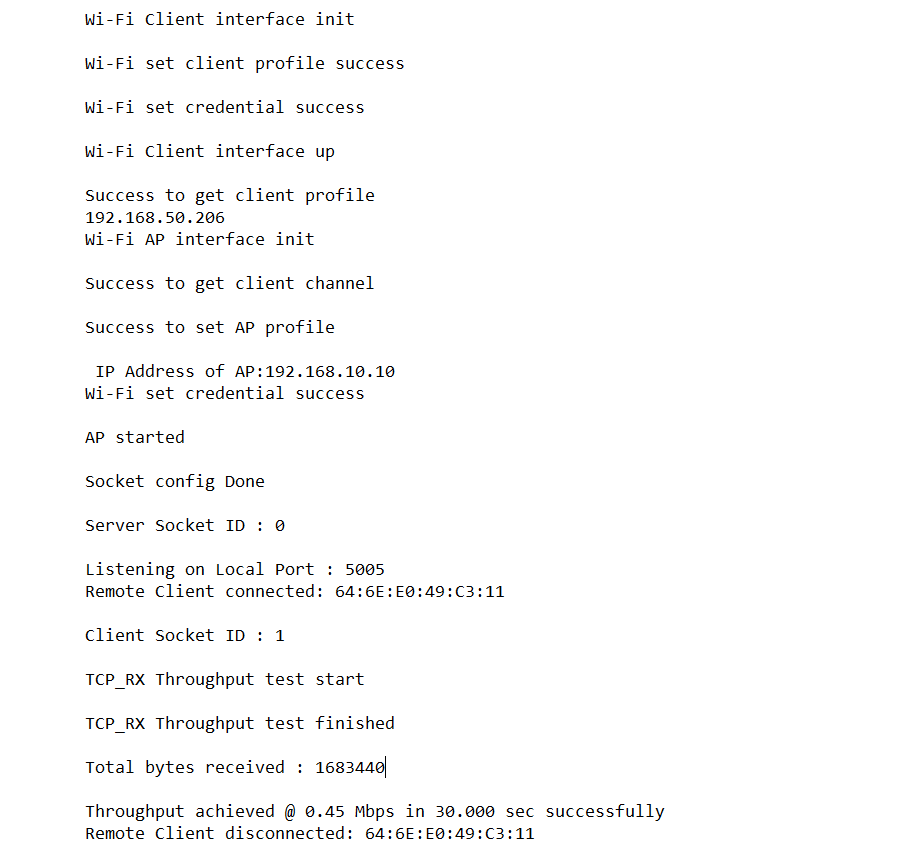 Wi-Fi Client interface init
Wi-Fi set client profile success
Wi-Fi set credential success
Wi-Fi Client interface up
Success to get client profile
192.168.50.206
Wi-Fi AP interface init
Success to get client channel
Success to set AP profile
IP Address of AP:192.168.10.10
Wi-Fi set credential success
AP started
Socket config Done
Server Socket ID : 0
Listening on Local Port : 5005
Remote Client connected: 64:6E:E0:49:C3:11
Client Socket ID : 1
TCP_RX Throughput test start
TCP_RX Throughput test finished
Total bytes received : 1683440
Throughput achieved @ 0.45 Mbps in 30.000 sec successfully
Remote Client disconnected: 64:6E:E0:49:C3:11